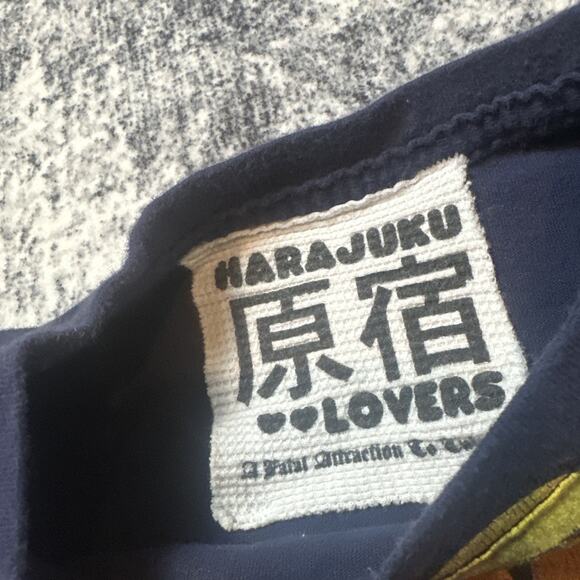 HARAJUKU
原宿
LOVERS
A Fatal Attraction To